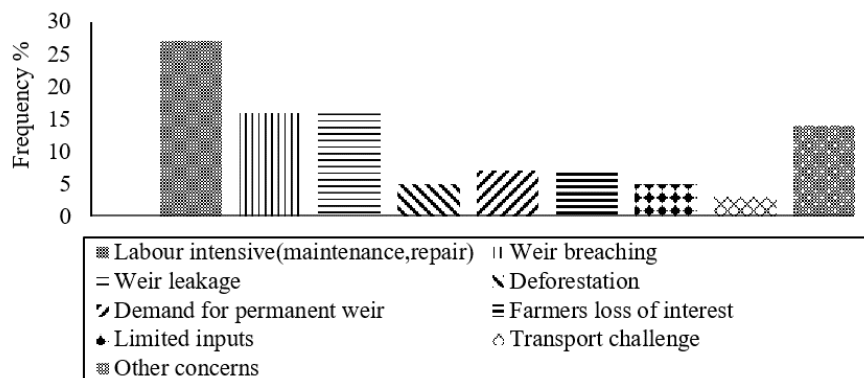 30
25
20
15
10
5
0
Frequency %
Labour intensive(maintenance,repair) Weir breaching
Weir leakage Deforestation
Demand for permanent weir Farmers loss of interest
Limited inputs Transport challenge
Other concerns